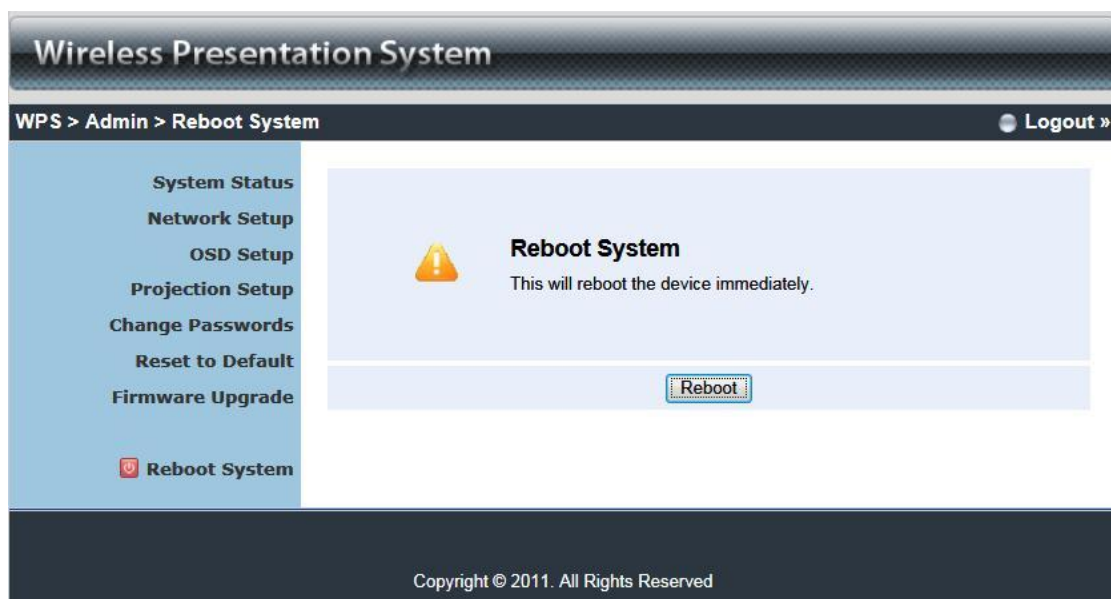 Wireless Presentation System
WPS > Admin > Reboot System
Logout »
System Status
Network Setup
OSD Setup
Projection Setup
Change Passwords
Reset to Default
Firmware Upgrade
Reboot System
Reboot System
This will reboot the device immediately.
Reboot
Copyright © 2011. All Rights Reserved